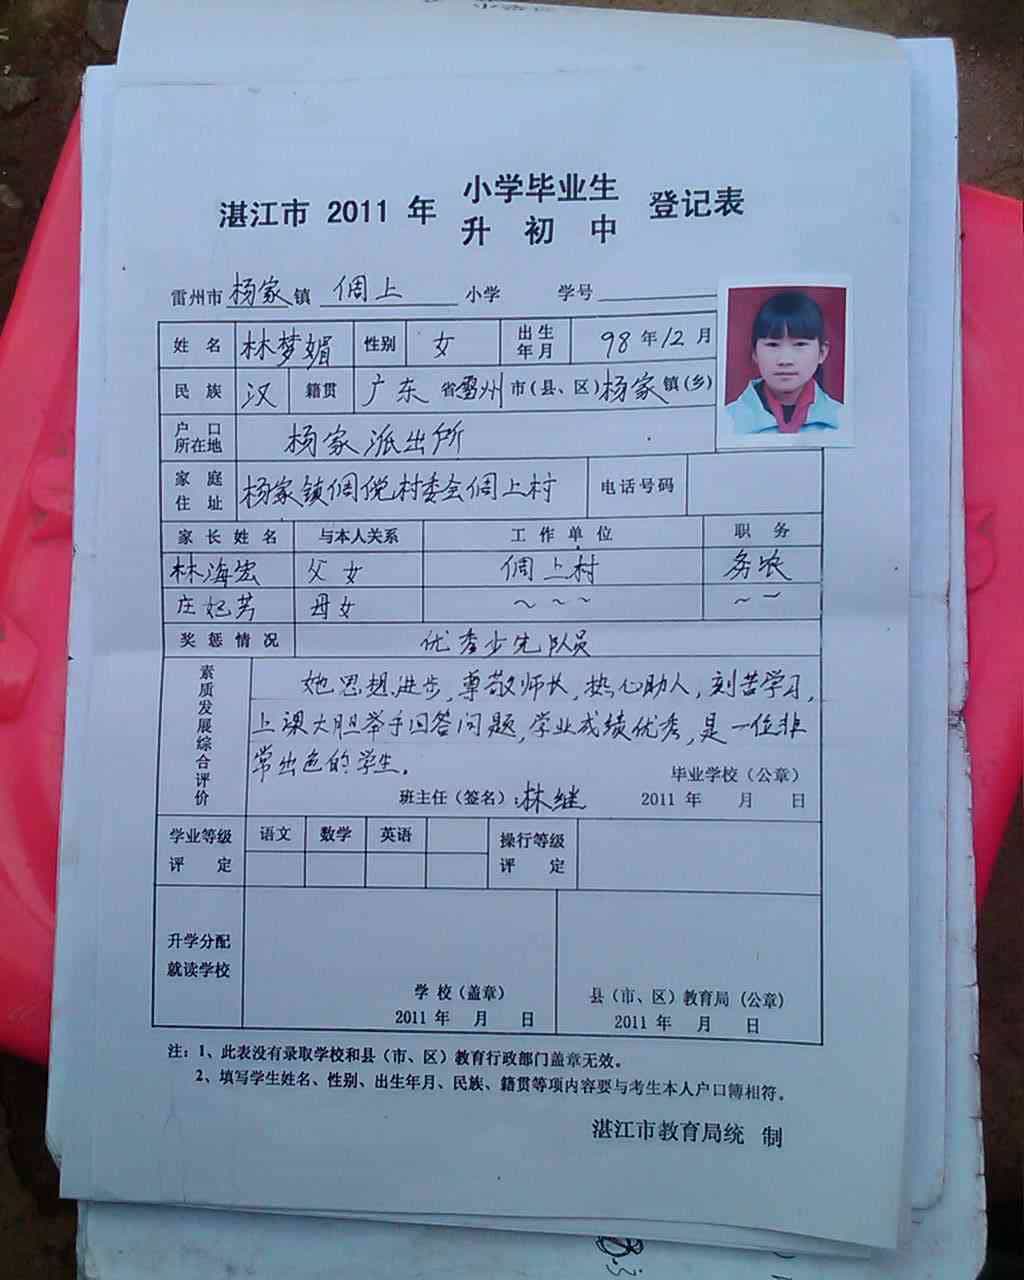 湛江市 2011 年 小学毕业生 登记表
升 初 中
雷州市 杨家 镇 倜上 小学 学号
姓 名 林梦媚 性别 女 出生年月 98 年 12 月
民 族 汉 籍贯 广东 省 雷州 市(县、区) 杨家 镇(乡)
户 口所在地 杨家派出所
家 庭住 址 杨家镇倜傥村委会倜上村 电话号码
家 长 姓 名 与本人关系 工 作 单 位 职 务
林海宏 父女 倜上村 务农
庄妃芳 母女 ~ ~ ~ ~ ~
奖 惩 情 况 优秀少先队员
素质发展综合评价
她思想进步,尊敬师长,热心助人,刻苦学习,
上课大胆举手回答问题,学业成绩优秀,是一位非
常出色的学生.
毕业学校(公章)
班主任(签名): 林继 2011 年 月 日
学业等级评 定 语文 数学 英语 操行等级评 定
升学分配
就读学校
学 校(盖章) 县(市、区)教育局(公章)
2011 年 月 日 2011 年 月 日
注:1、此表没有录取学校和县(市、区)教育行政部门盖章无效。
2、填写学生姓名、性别、出生年月、民族、籍贯等项内容要与考生本人户口簿相符。
湛江市教育局统 制